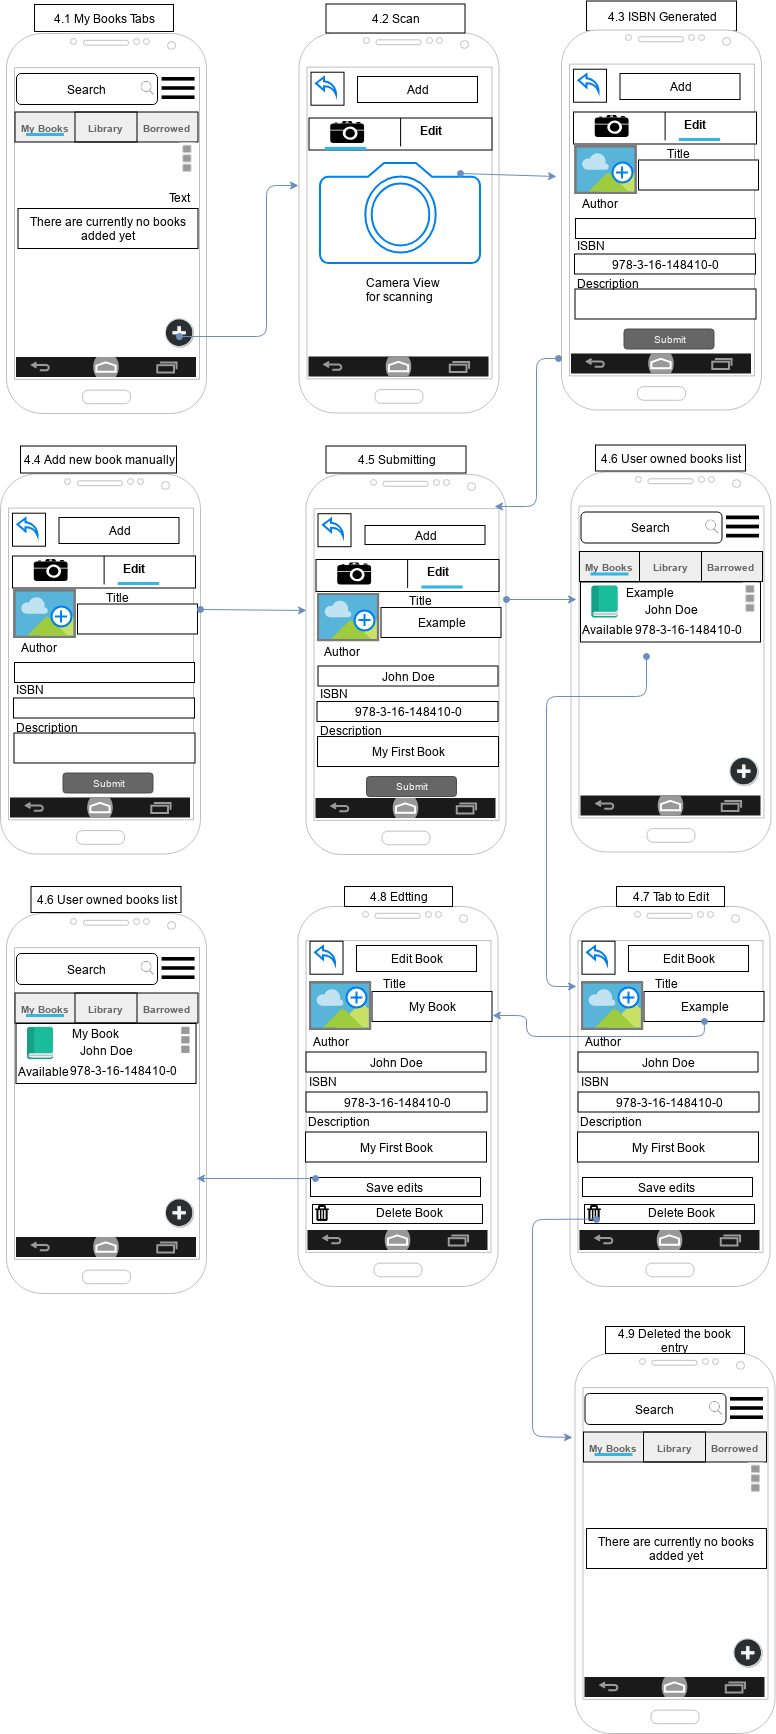 4.1 My Books Tabs
Search
My Books
Library
Borrowed
Text
There are currently no books
added yet
4.2 Scan
Add
Edit
Camera View
for scanning
4.3 ISBN Generated
Add
Edit
Title
Author
ISBN
978-3-16-148410-0
Description
Submit
4.4 Add new book manually
Add
Edit
Title
Author
ISBN
Description
Submit
4.5 Submitting
Add
Edit
Title
Example
Author
John Doe
ISBN
978-3-16-148410-0
Description
My First Book
Submit
4.6 User owned books list
Search
My Books
Library
Barrowed
Example
John Doe
Available 978-3-16-148410-0
4.6 User owned books list
Search
My Books
Library
Barrowed
My Book
John Doe
Available 978-3-16-148410-0
4.8 Edtting
Edit Book
Title
My Book
Author
John Doe
ISBN
978-3-16-148410-0
Description
My First Book
Save edits
Delete Book
4.7 Tab to Edit
Edit Book
Title
Example
Author
John Doe
ISBN
978-3-16-148410-0
Description
My First Book
Save edits
Delete Book
4.9 Deleted the book
entry
Search
My Books
Library
Borrowed
There are currently no books
added yet